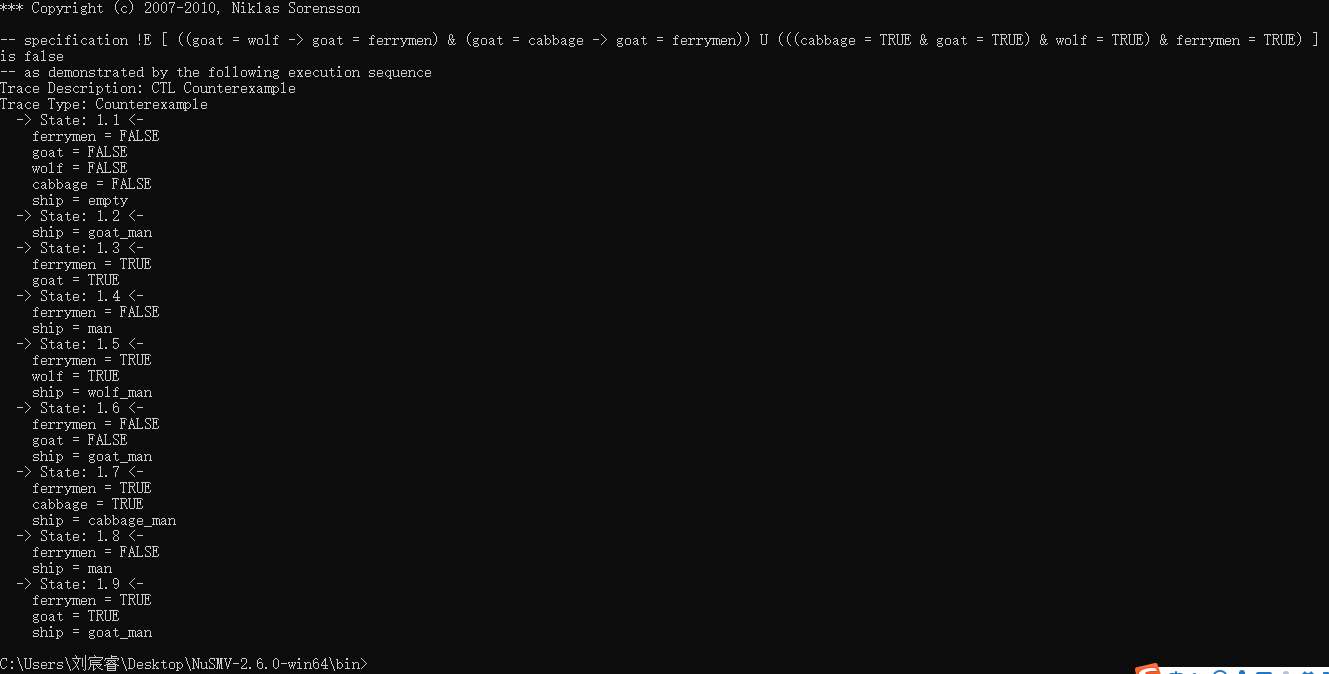 *** Copyright (c) 2007-2010, Niklas Sorensson
-- specification !E [ ((goat = wolf -> goat = ferrymen) & (goat = cabbage -> goat = ferrymen)) U (((cabbage = TRUE & goat = TRUE) & wolf = TRUE) & ferrymen = TRUE) ]
is false
-- as demonstrated by the following execution sequence
Trace Description: CTL Counterexample
Trace Type: Counterexample
-> State: 1.1 <-
ferrymen = FALSE
goat = FALSE
wolf = FALSE
cabbage = FALSE
ship = empty
-> State: 1.2 <-
ship = goat_man
-> State: 1.3 <-
ferrymen = TRUE
goat = TRUE
-> State: 1.4 <-
ferrymen = FALSE
ship = man
-> State: 1.5 <-
ferrymen = TRUE
wolf = TRUE
ship = wolf_man
-> State: 1.6 <-
ferrymen = FALSE
goat = FALSE
ship = goat_man
-> State: 1.7 <-
ferrymen = TRUE
cabbage = TRUE
ship = cabbage_man
-> State: 1.8 <-
ferrymen = FALSE
ship = man
-> State: 1.9 <-
ferrymen = TRUE
goat = TRUE
ship = goat_man
C:\Users\刘宸睿\Desktop\NuSMV-2.6.0-win64\bin>